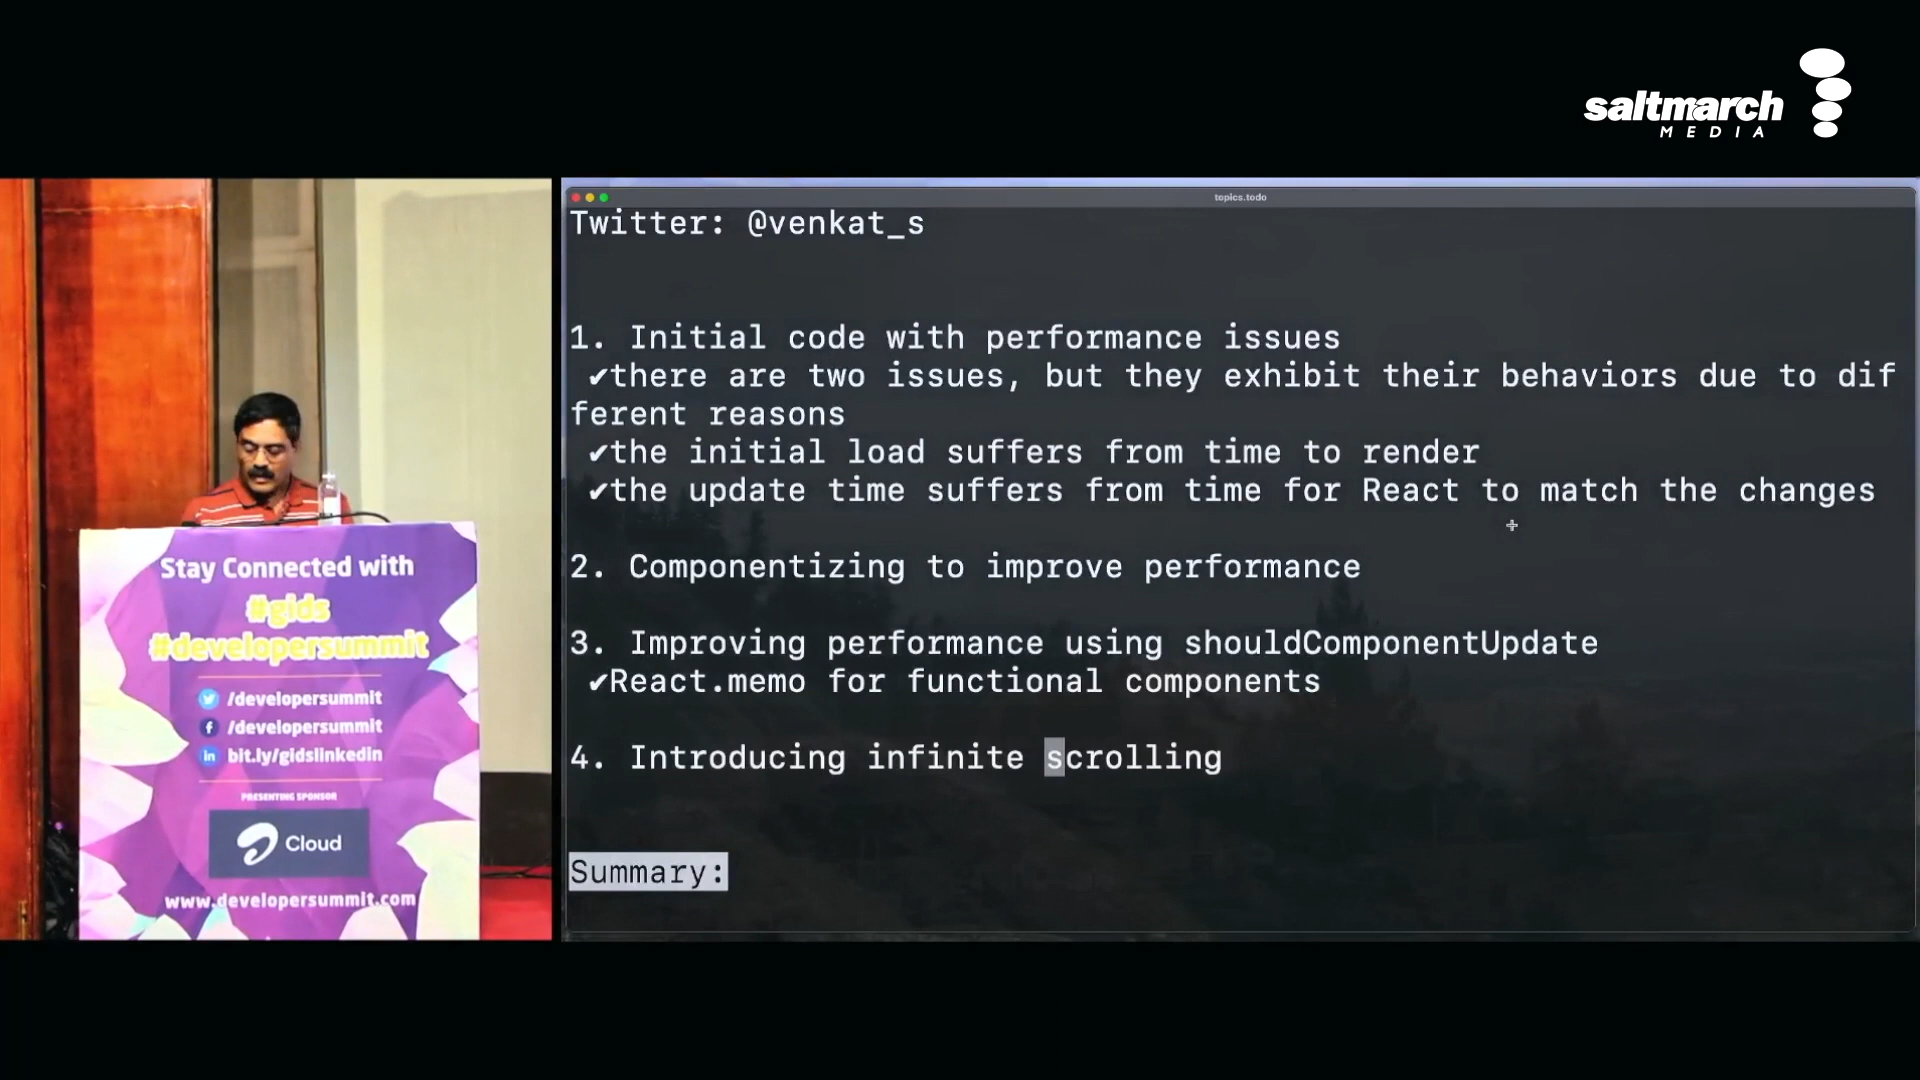 saltmarch
MEDIA
topics.todo
Twitter: @venkat_s
1. Initial code with performance issues
✔there are two issues, but they exhibit their behaviors due to dif
ferent reasons
✔the initial load suffers from time to render
✔the update time suffers from time for React to match the changes
2. Componentizing to improve performance
3. Improving performance using shouldComponentUpdate
✔React.memo for functional components
4. Introducing infinite scrolling
Summary:
Stay Connected with
#gids
#developersummit
/developersummit
/developersummit
bit.ly/gidslinkedin
PRESENTING SPONSOR
Cloud
www.developersummit.com